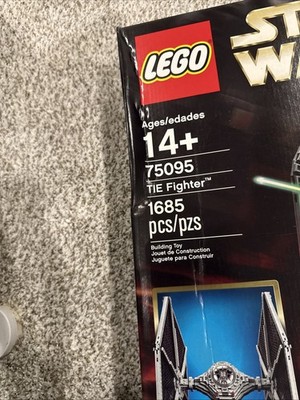 LEGO
STAR
WARS
Ages/edades
14+
75095
TIE Fighter™
1685
pcs/pzs
Building Toy
Jouet de Construction
Juguete para Construir